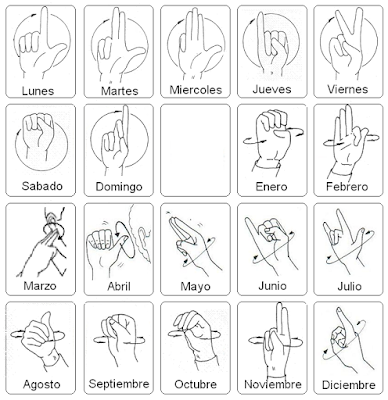 Lunes Martes Miercoles Jueves Viernes
Sabado Domingo Enero Febrero
Marzo Abril Mayo Junio Julio
Agosto Septiembre Octubre Noviembre Diciembre